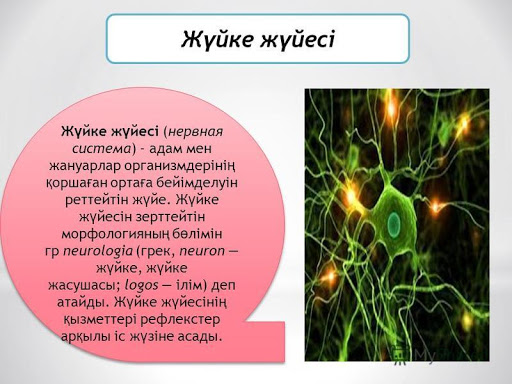 Жүйке жүйесі
Жүйке жүйесі (нервная
система) - адам мен
жануарлар организмдерінің
қоршаған ортаға бейімделуін
реттейтін жүйе. Жүйке
жүйесін зерттейтін
морфологияның бөлімін
гр neurologia (грек, neuron —
жүйке, жүйке
жасушасы; logos — ілім) деп
атайды. Жүйке жүйесінің
қызметтері рефлекстер
арқылы іс жүзіне асады.